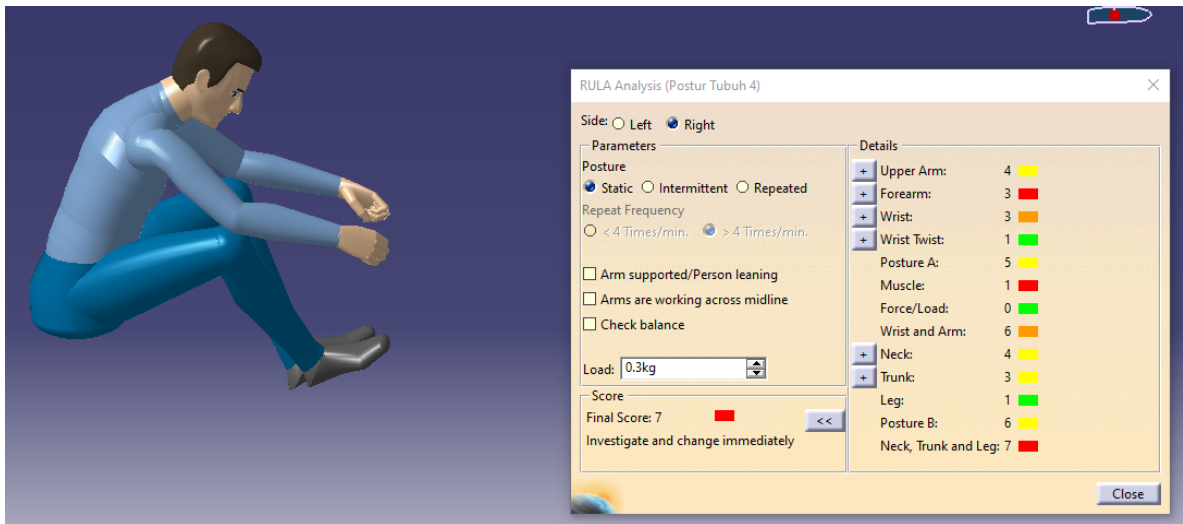 RULA Analysis (Postur Tubuh 4)
Side: Left Right
Parameters
Posture
Static Intermittent Repeated
Repeat Frequency
< 4 Times/min. > 4 Times/min.
Arm supported/Person leaning
Arms are working across midline
Check balance
Load: 0.3kg
Score
Final Score: 7
<<
Investigate and change immediately
Details
+ Upper Arm: 4
+ Forearm: 3
+ Wrist: 3
+ Wrist Twist: 1
Posture A: 5
Muscle: 1
Force/Load: 0
Wrist and Arm: 6
+ Neck: 4
+ Trunk: 3
Leg: 1
Posture B: 6
Neck, Trunk and Leg: 7
Close